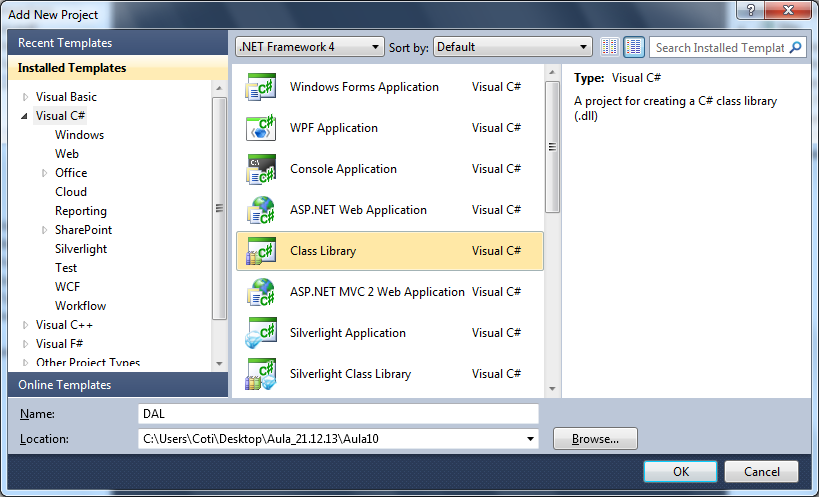 Add New Project
Recent Templates
Installed Templates
Visual Basic
Visual C#
Windows
Web
Office
Cloud
Reporting
SharePoint
Silverlight
Test
WCF
Workflow
Visual C++
Visual F#
Other Project Types
Online Templates
.NET Framework 4 Sort by: Default
Search Installed Templat
Windows Forms Application Visual C#
WPF Application Visual C#
Console Application Visual C#
ASP.NET Web Application Visual C#
Class Library Visual C#
ASP.NET MVC 2 Web Application Visual C#
Silverlight Application Visual C#
Silverlight Class Library Visual C#
Type: Visual C#
A project for creating a C# class library
(.dll)
Name: DAL
Location: C:\Users\Coti\Desktop\Aula_21.12.13\Aula10
Browse...
OK Cancel